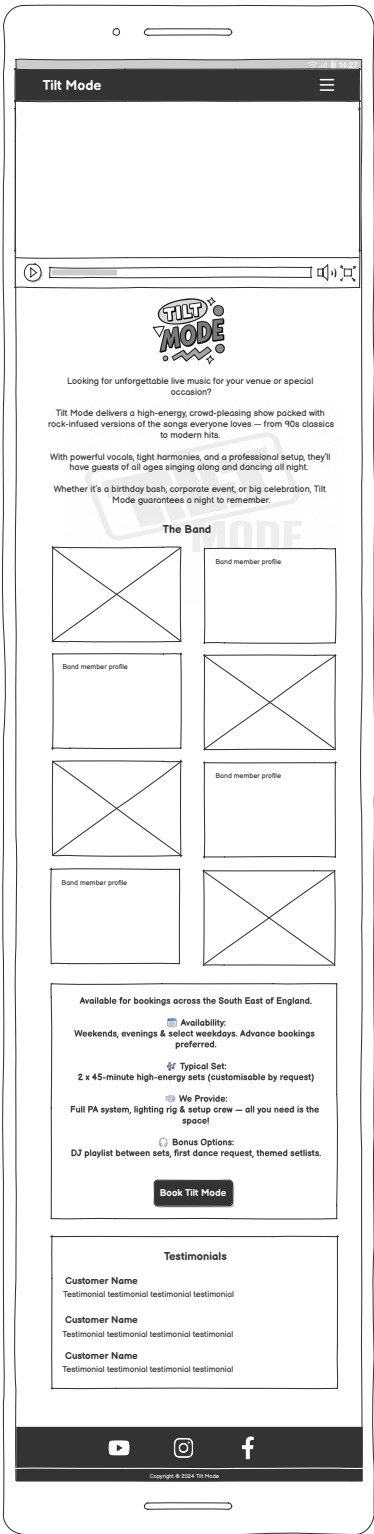 14:27
Tilt Mode
TILT
MODE
Looking for unforgettable live music for your venue or special
occasion?
Tilt Mode delivers a high-energy, crowd-pleasing show packed with
rock-infused versions of the songs everyone loves — from 90s classics
to modern hits.
With powerful vocals, tight harmonies, and a professional setup, they'll
have guests of all ages singing along and dancing all night.
Whether it's a birthday bash, corporate event, or big celebration, Tilt
Mode guarantees a night to remember.
TILT
MODE
The Band
Band member profile
Band member profile
Band member profile
Band member profile
Available for bookings across the South East of England.
Availability:
Weekends, evenings & select weekdays. Advance bookings
preferred.
Typical Set:
2 x 45-minute high-energy sets (customisable by request)
We Provide:
Full PA system, lighting rig & setup crew — all you need is the
space!
Bonus Options:
DJ playlist between sets, first dance request, themed setlists.
Book Tilt Mode
Testimonials
Customer Name
Testimonial testimonial testimonial testimonial
Customer Name
Testimonial testimonial testimonial testimonial
Customer Name
Testimonial testimonial testimonial testimonial
Copyright © 2024 Tilt Mode